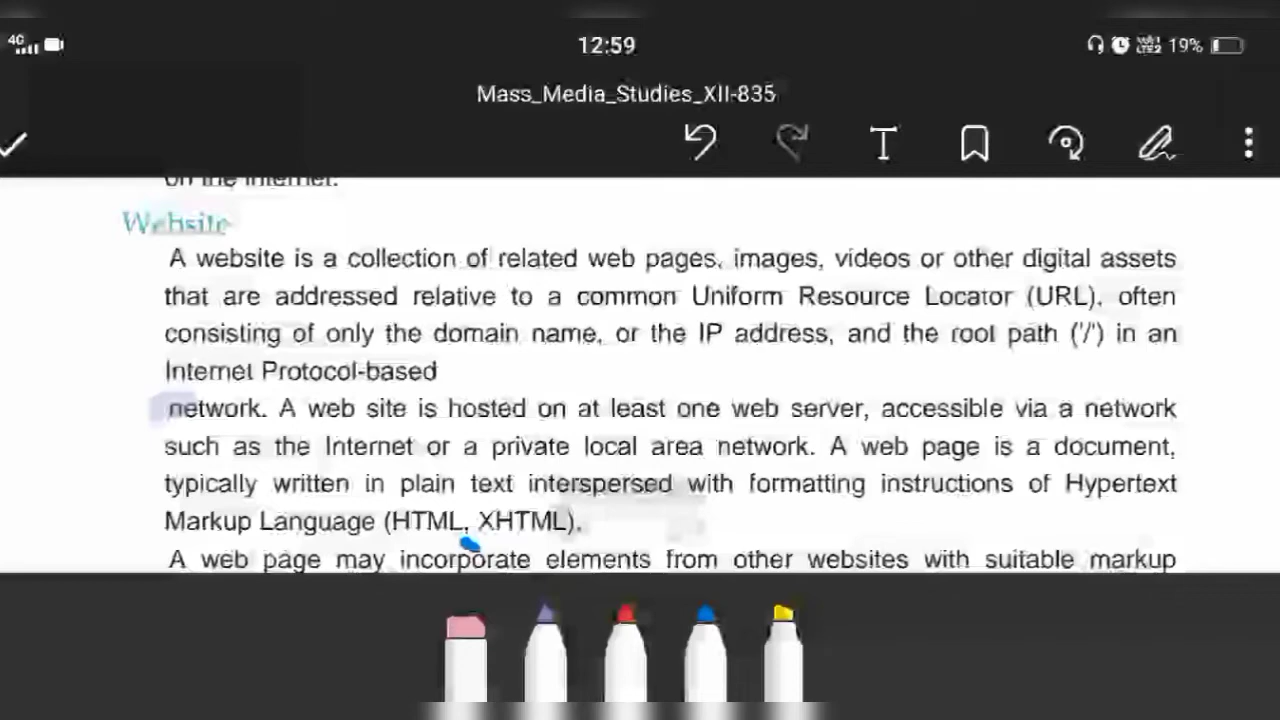 4G
12:59
19%
Mass_Media_Studies_XII-835
T
on the Internet.
Website
A website is a collection of related web pages, images, videos or other digital assets
that are addressed relative to a common Uniform Resource Locator (URL), often
consisting of only the domain name, or the IP address, and the root path ('/') in an
Internet Protocol-based
network. A web site is hosted on at least one web server, accessible via a network
such as the Internet or a private local area network. A web page is a document,
typically written in plain text interspersed with formatting instructions of Hypertext
Markup Language (HTML, XHTML).
A web page may incorporate elements from other websites with suitable markup